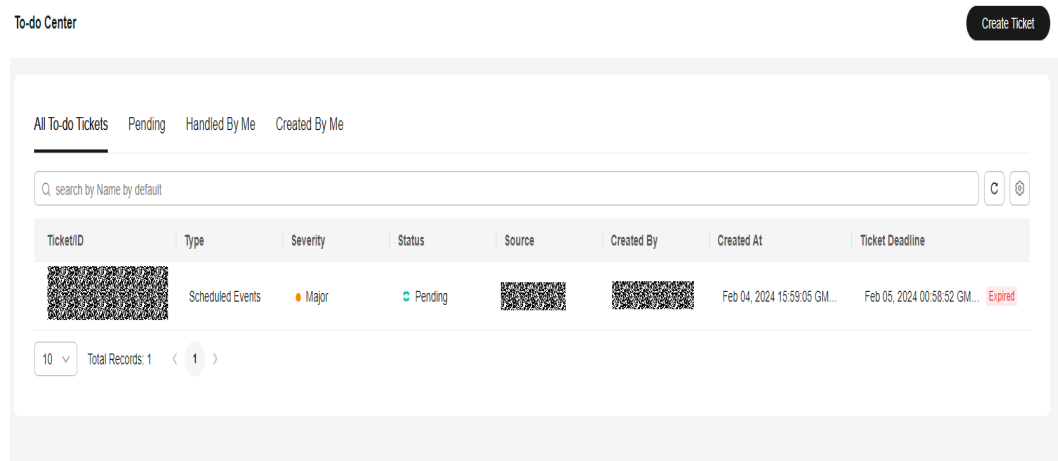 To-do Center
Create Ticket
All To-do Tickets Pending Handled By Me Created By Me
search by Name by default
Ticket/ID Type Severity Status Source Created By Created At Ticket Deadline
Scheduled Events Major Pending Feb 04, 2024 15:59:05 GM... Feb 05, 2024 00:58:52 GM... Expired
10 Total Records: 1 1